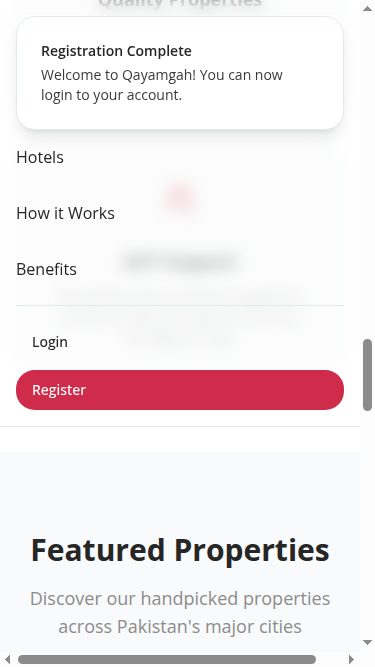 Quality Properties
Registration Complete
Welcome to Qayamgah! You can now
login to your account.
Hotels
How it Works
Benefits
Login
Register
Featured Properties
Discover our handpicked properties
across Pakistan's major cities